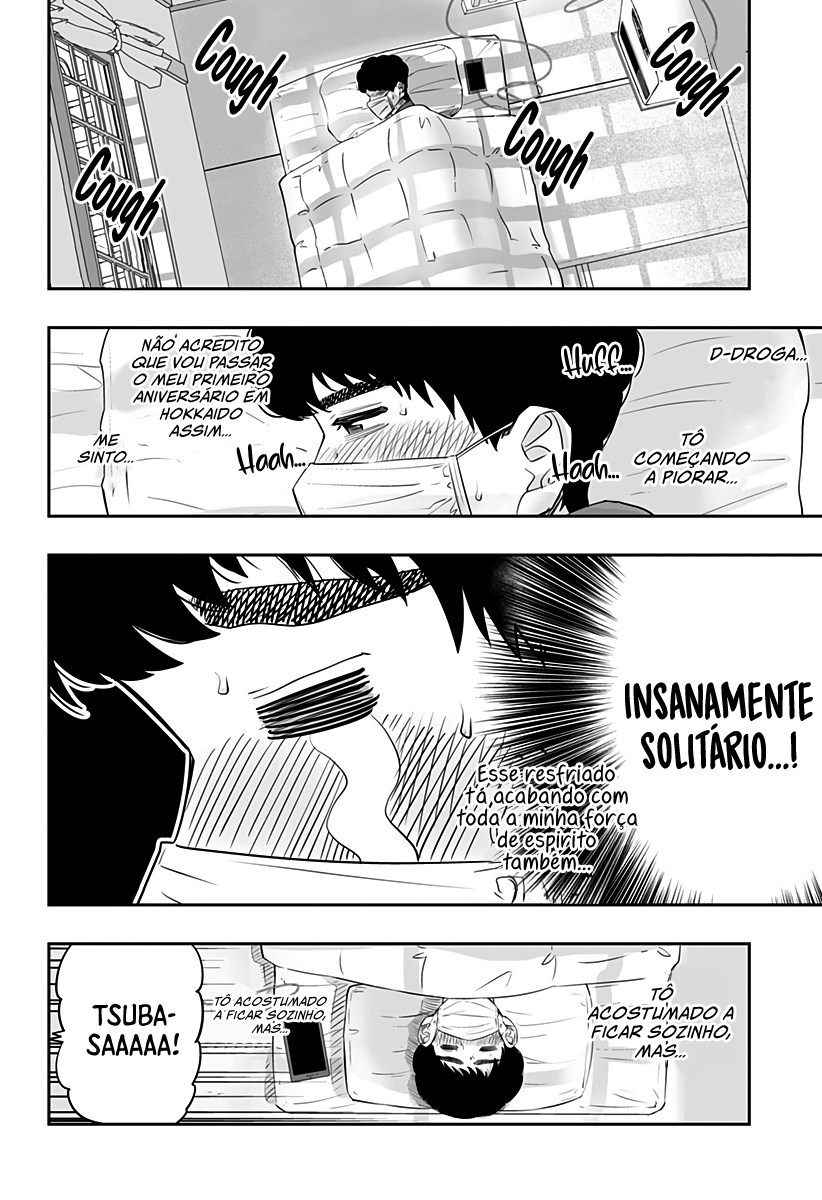 Cough
Cough
Cough
Cough
D-DROGA...
TÔ
COMEÇANDO
A PIORAR...
Huff...
Haah...
NÃO ACREDITO
QUE VOU PASSAR
O MEU PRIMEIRO
ANIVERSÁRIO EM
HOKKAIDO
ASSIM...
Haah...
ME
SINTO...
INSANAMENTE
SOLITÁRIO...!
Esse resfriado
tá acabando com
toda a minha força
de espírito
também...
TÔ
ACOSTUMADO A
FICAR SOZINHO,
MAS...
TÔ ACOSTUMADO
A FICAR SOZINHO,
MAS...
TSUBA-
SAAAAA!